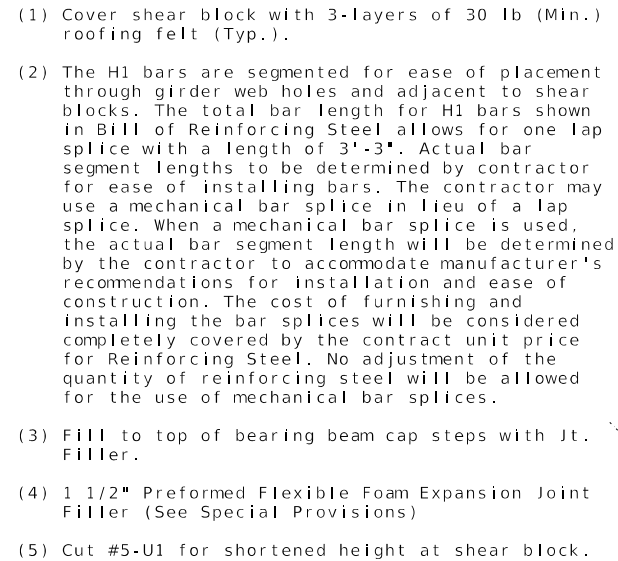 (1) Cover shear block with 3-layers of 30 lb (Min.)
roofing felt (Typ.).
(2) The H1 bars are segmented for ease of placement
through girder web holes and adjacent to shear
blocks. The total bar length for H1 bars shown
in Bill of Reinforcing Steel allows for one lap
splice with a length of 3'-3". Actual bar
segment lengths to be determined by contractor
for ease of installing bars. The contractor may
use a mechanical bar splice in lieu of a lap
splice. When a mechanical bar splice is used,
the actual bar segment length will be determined
by the contractor to accommodate manufacturer's
recommendations for installation and ease of
construction. The cost of furnishing and
installing the bar splices will be considered
completely covered by the contract unit price
for Reinforcing Steel. No adjustment of the
quantity of reinforcing steel will be allowed
for the use of mechanical bar splices.
(3) Fill to top of bearing beam cap steps with Jt.
Filler.
(4) 1 1/2" Preformed Flexible Foam Expansion Joint
Filler (See Special Provisions)
(5) Cut #5-U1 for shortened height at shear block.